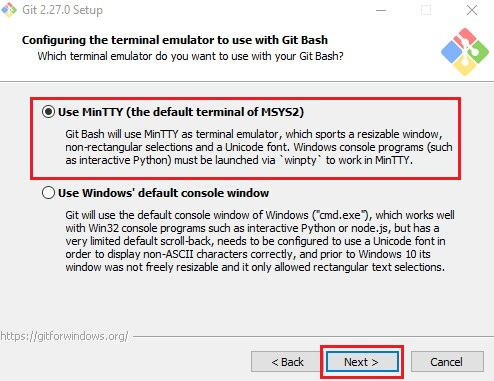 Git 2.27.0 Setup
Configuring the terminal emulator to use with Git Bash
Which terminal emulator do you want to use with your Git Bash?
Use MinTTY (the default terminal of MSYS2)
Git Bash will use MinTTY as terminal emulator, which sports a resizable window,
non-rectangular selections and a Unicode font. Windows console programs (such
as interactive Python) must be launched via `winpty` to work in MinTTY.
Use Windows' default console window
Git will use the default console window of Windows ("cmd.exe"), which works well
with Win32 console programs such as interactive Python or node.js, but has a
very limited default scroll-back, needs to be configured to use a Unicode font in
order to display non-ASCII characters correctly, and prior to Windows 10 its
window was not freely resizable and it only allowed rectangular text selections.
https://gitforwindows.org/
< Back
Next >
Cancel